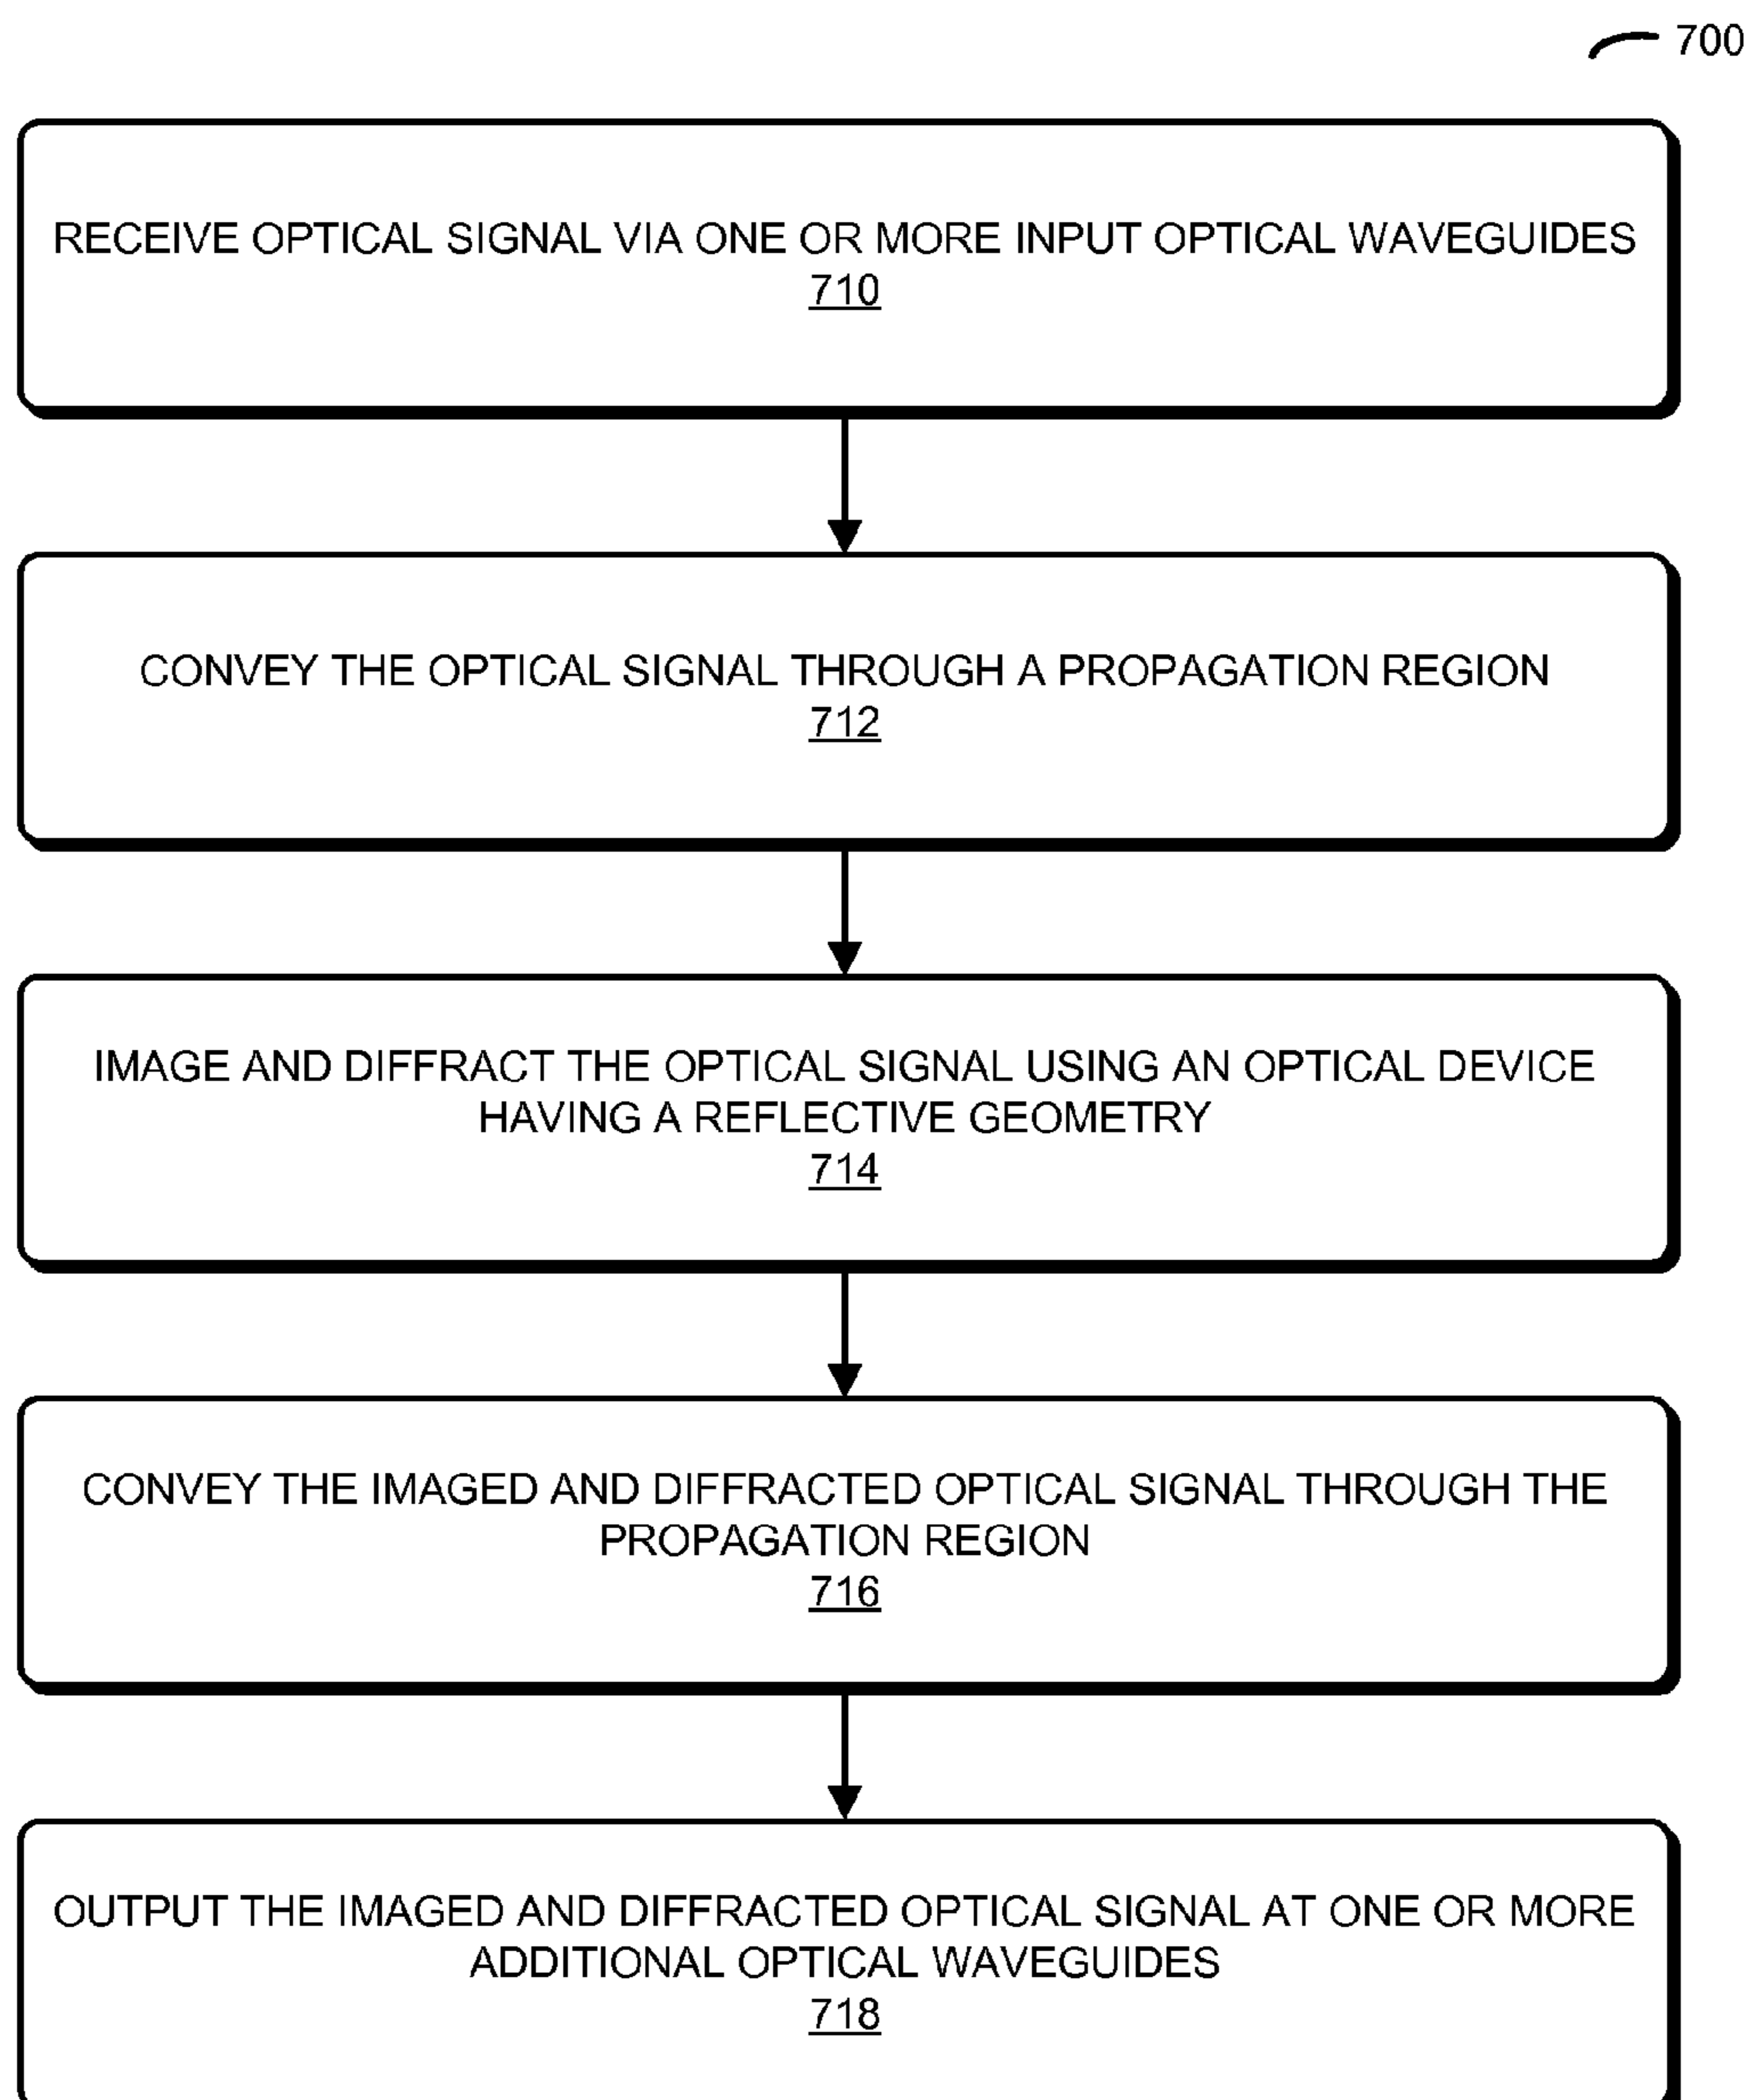 700
RECEIVE OPTICAL SIGNAL VIA ONE OR MORE INPUT OPTICAL WAVEGUIDES
710
CONVEY THE OPTICAL SIGNAL THROUGH A PROPAGATION REGION
712
IMAGE AND DIFFRACT THE OPTICAL SIGNAL USING AN OPTICAL DEVICE
HAVING A REFLECTIVE GEOMETRY
714
CONVEY THE IMAGED AND DIFFRACTED OPTICAL SIGNAL THROUGH THE
PROPAGATION REGION
716
OUTPUT THE IMAGED AND DIFFRACTED OPTICAL SIGNAL AT ONE OR MORE
ADDITIONAL OPTICAL WAVEGUIDES
718